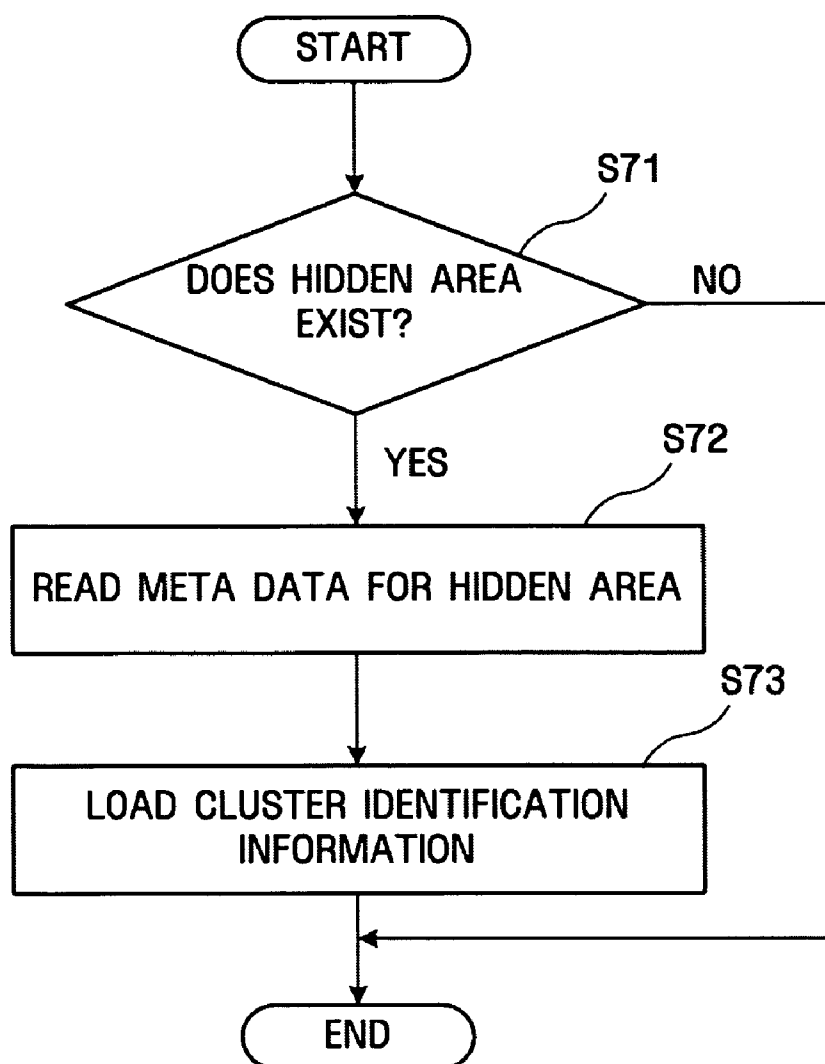 START
S71
DOES HIDDEN AREA
EXIST?
NO
YES
S72
READ META DATA FOR HIDDEN AREA
S73
LOAD CLUSTER IDENTIFICATION
INFORMATION
END